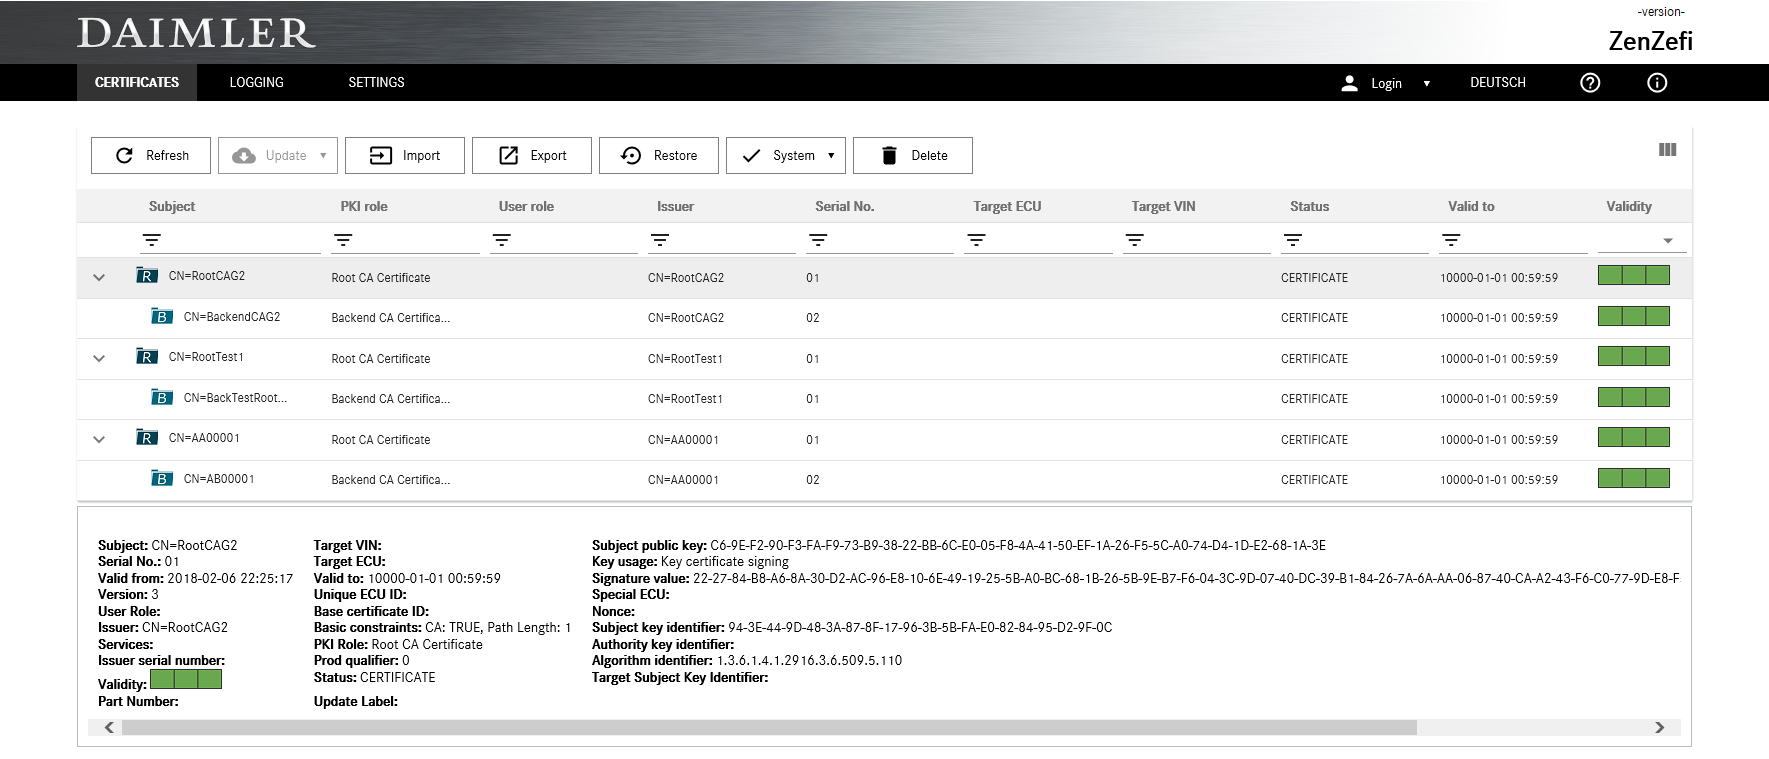 DAIMLER
-version-
ZenZefi
CERTIFICATES LOGGING SETTINGS Login DEUTSCH
Refresh Update Import Export Restore System Delete
Subject PKI role User role Issuer Serial No. Target ECU Target VIN Status Valid to Validity
R CN=RootCAG2 Root CA Certificate CN=RootCAG2 01 CERTIFICATE 10000-01-01 00:59:59
B CN=BackendCAG2 Backend CA Certifica... CN=RootCAG2 02 CERTIFICATE 10000-01-01 00:59:59
R CN=RootTest1 Root CA Certificate CN=RootTest1 01 CERTIFICATE 10000-01-01 00:59:59
B CN=BackTestRoot... Backend CA Certifica... CN=RootTest1 01 CERTIFICATE 10000-01-01 00:59:59
R CN=AA00001 Root CA Certificate CN=AA00001 01 CERTIFICATE 10000-01-01 00:59:59
B CN=AB00001 Backend CA Certifica... CN=AA00001 02 CERTIFICATE 10000-01-01 00:59:59
Subject: CN=RootCAG2 Target VIN: Subject public key: C6-9E-F2-90-F3-FA-F9-73-B9-38-22-BB-6C-E0-05-F8-4A-41-50-EF-1A-26-F5-5C-A0-74-D4-1D-E2-68-1A-3E
Serial No.: 01 Target ECU: Key usage: Key certificate signing
Valid from: 2018-02-06 22:25:17 Valid to: 10000-01-01 00:59:59 Signature value: 22-27-84-B8-A6-8A-30-D2-AC-96-E8-10-6E-49-19-25-5B-A0-BC-68-1B-26-5B-9E-B7-F6-04-3C-9D-07-40-DC-39-B1-84-26-7A-6A-AA-06-87-40-CA-A2-43-F6-C0-77-9D-E8-F
Version: 3 Unique ECU ID: Special ECU:
User Role: Base certificate ID: Nonce:
Issuer: CN=RootCAG2 Basic constraints: CA: TRUE, Path Length: 1 Subject key identifier: 94-3E-44-9D-48-3A-87-8F-17-96-3B-5B-FA-E0-82-84-95-D2-9F-0C
Services: PKI Role: Root CA Certificate Authority key identifier:
Issuer serial number: Prod qualifier: 0 Algorithm identifier: 1.3.6.1.4.1.2916.3.6.509.5.110
Validity: Status: CERTIFICATE Target Subject Key Identifier:
Part Number: Update Label: